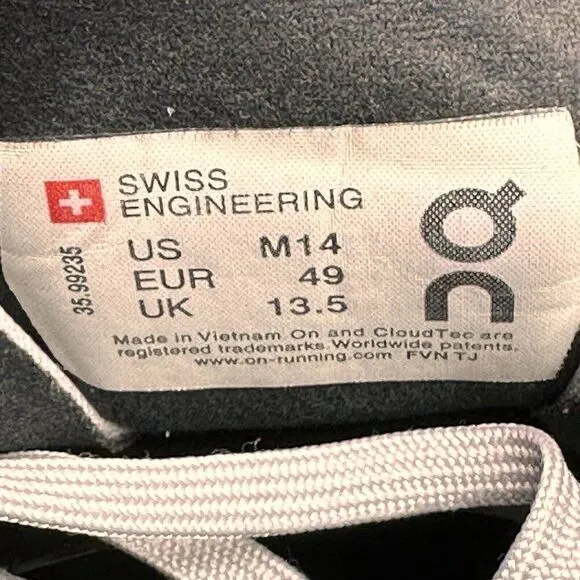 SWISS
ENGINEERING
US M14
EUR 49
UK 13.5
35.99235
Made in Vietnam. On and CloudTec are
registered trademarks. Worldwide patents.
www.on-running.com FVN TJ
On